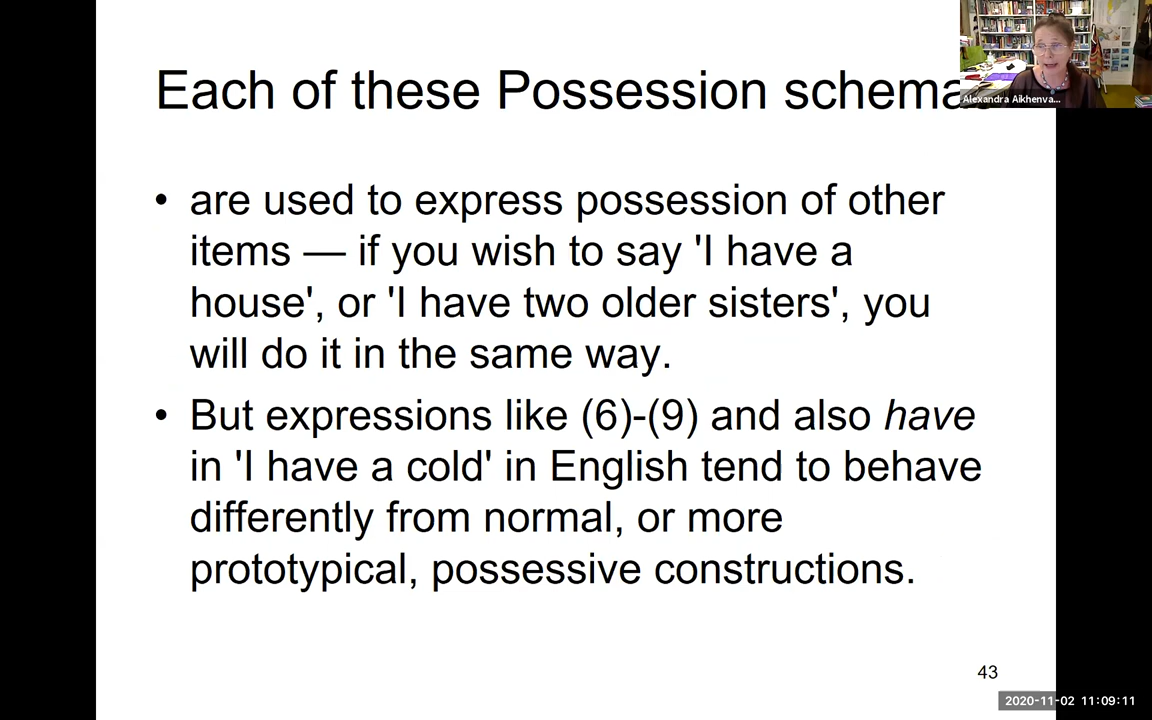 Each of these Possession schemas
Alexandra Aikhenva...
• are used to express possession of other
items — if you wish to say 'I have a
house', or 'I have two older sisters', you
will do it in the same way.
• But expressions like (6)-(9) and also have
in 'I have a cold' in English tend to behave
differently from normal, or more
prototypical, possessive constructions.
43
2020-11-02 11:09:11